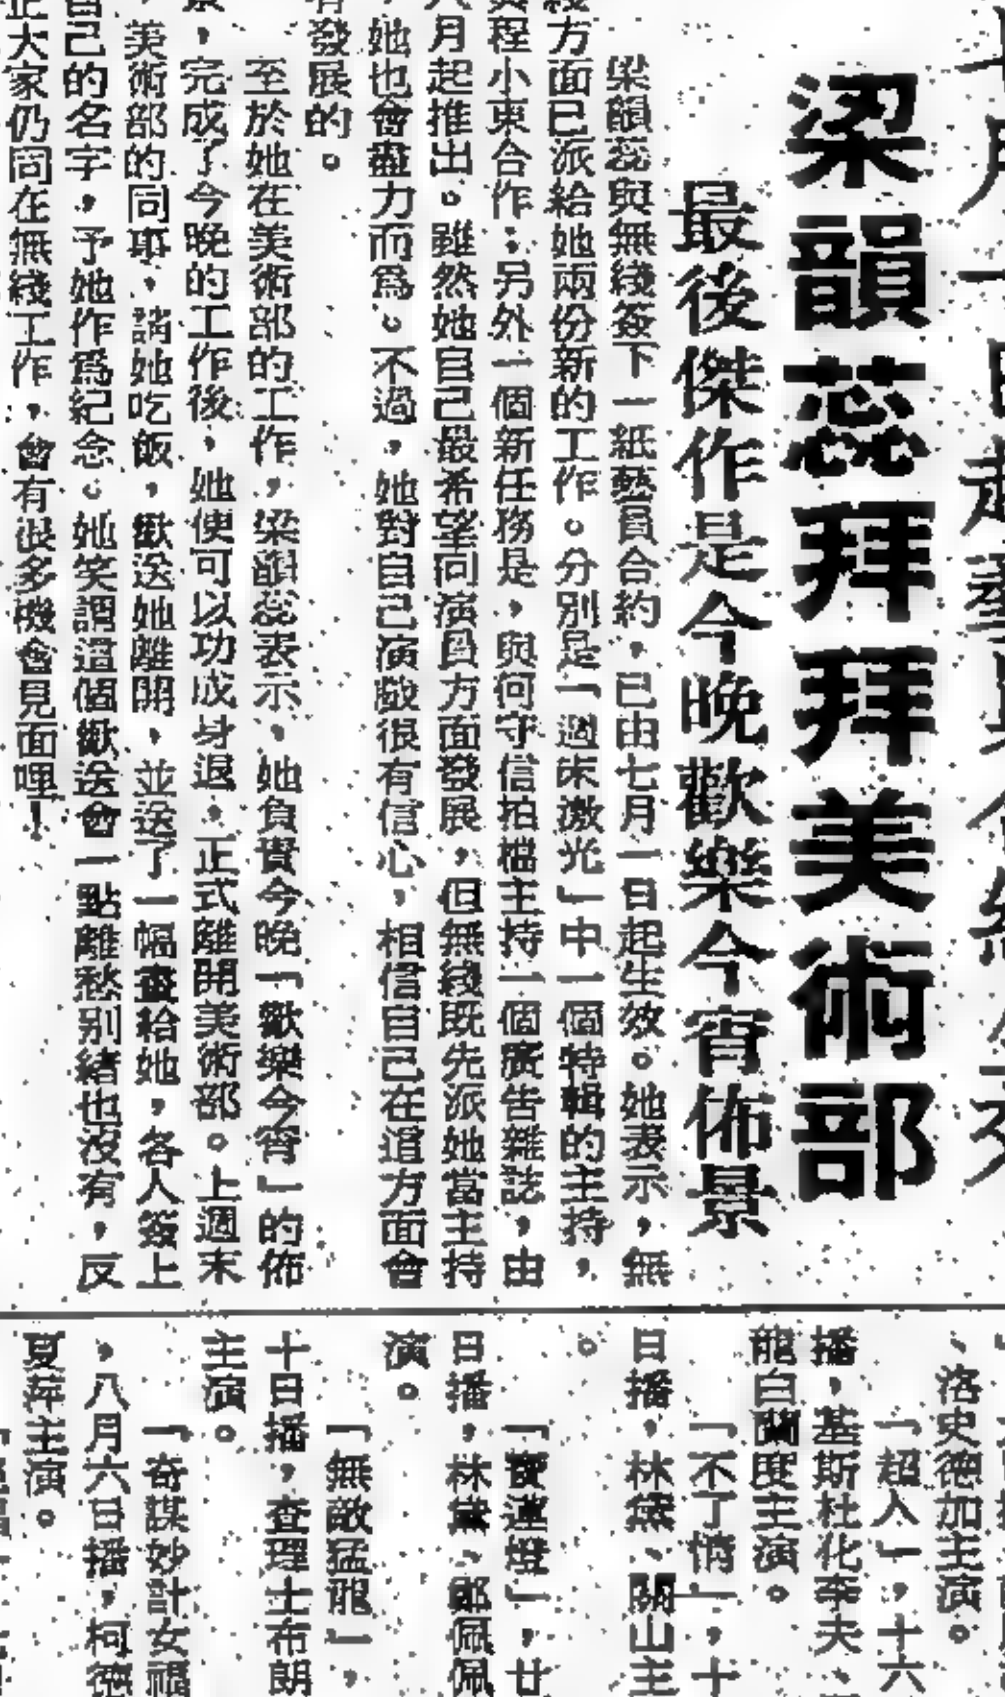 梁韻蕊拜拜美術部
最後傑作是今晚歡樂今宵佈景
梁韻蕊與無綫簽下一紙藝員合約，已由七月一日起生效。她表示，無
綫方面已派給她兩份新的工作。分別是「週末激光」中一個特輯的主持，
與程小東合作；另外一個新任務是，與何守信拍檔主持一個廣告雜誌，由
八月起推出。雖然她自己最希望同演員方面發展，但無綫既先派她當主持
，她也會盡力而為。不過，她對自己演戲很有信心，相信自己在這方面會
有發展的。
至於她在美術部的工作，梁韻蕊表示，她負責今晚「歡樂今宵」的佈
景，完成了今晚的工作後，她便可以功成身退，正式離開美術部。上週末
，美術部的同事，請她吃飯，歡送她離開，並送了一幅畫給她，各人簽上
自己的名字，予她作為紀念。她笑謂這個歡送會一點離愁別緒也沒有，反
正大家仍同在無綫工作，會有很多機會見面哩！
、洛史德加主演。
「超人」，十六
播，基斯杜化李夫、
龍白蘭度主演。
「不了情」，十
日播，林黛、關山主
。
「寶蓮燈」，廿
日播，林黛、鄭佩佩
演。
「無敵猛龍」，
十日播，查理士布朗
主演。
「奇謀妙計女福
，八月六日播，柯德
夏萍主演。